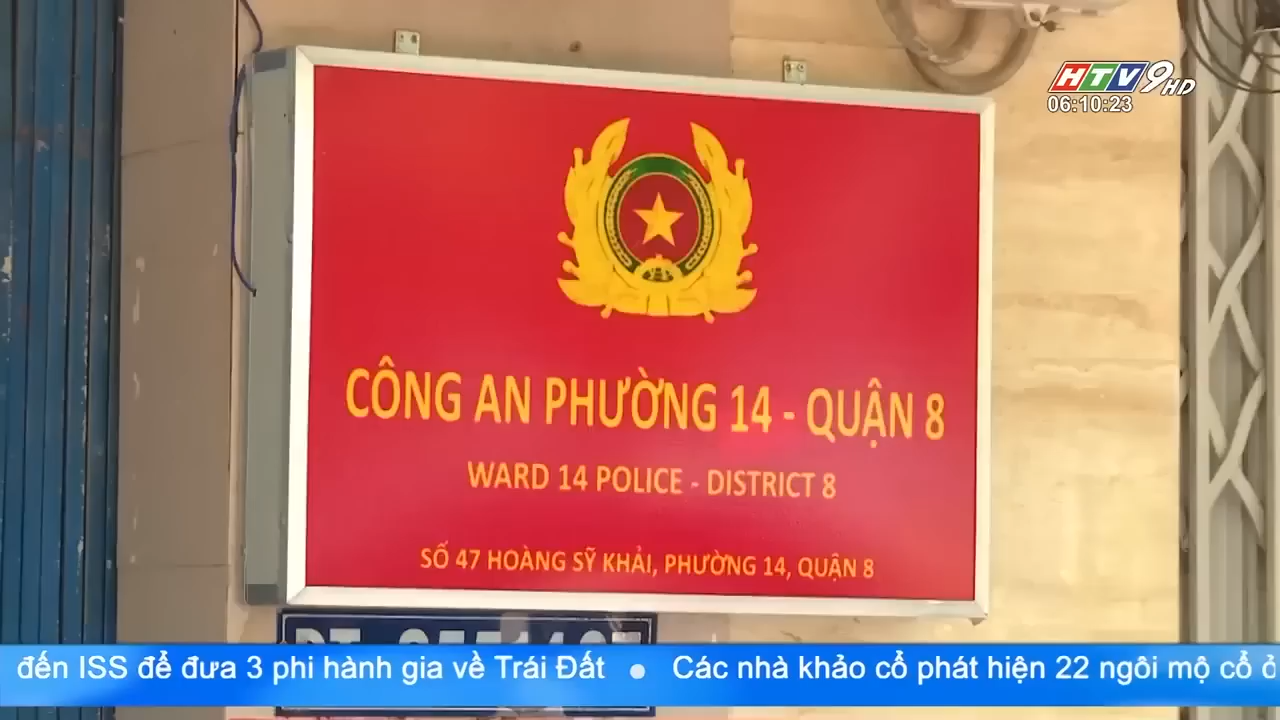 HTV9 HD
06:10:23
CÔNG AN PHƯỜNG 14 - QUẬN 8
WARD 14 POLICE - DISTRICT 8
SỐ 47 HOÀNG SỸ KHẢI, PHƯỜNG 14, QUẬN 8
đến ISS để đưa 3 phi hành gia về Trái Đất • Các nhà khảo cổ phát hiện 22 ngôi mộ cổ